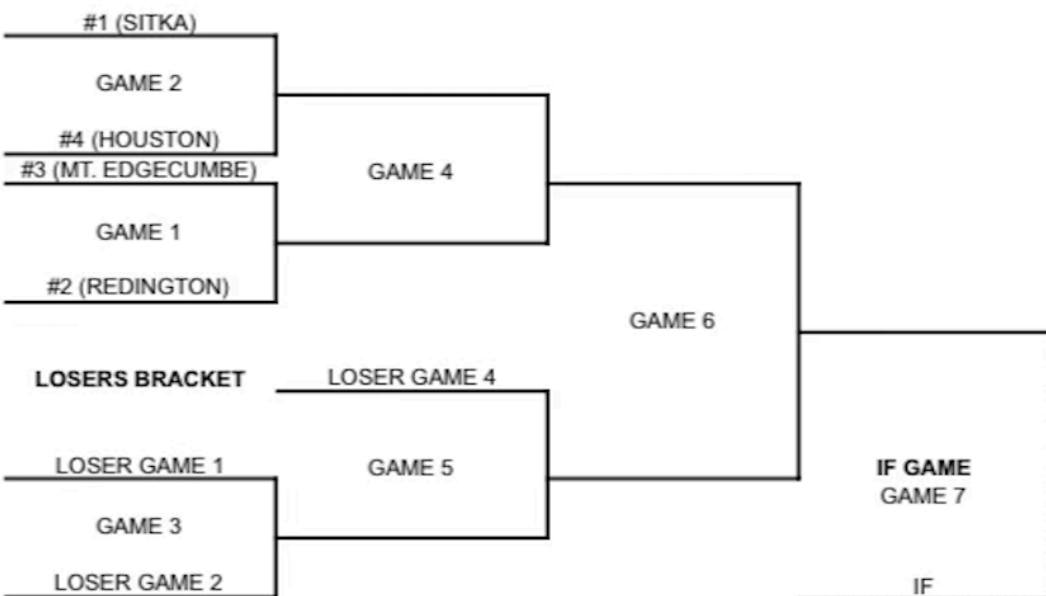 #1 (SITKA)
GAME 2
#4 (HOUSTON)
#3 (MT. EDGECUMBE)
GAME 4
GAME 1
#2 (REDINGTON)
GAME 6
LOSERS BRACKET
LOSER GAME 4
LOSER GAME 1
GAME 5
IF GAME
GAME 7
GAME 3
LOSER GAME 2
IF